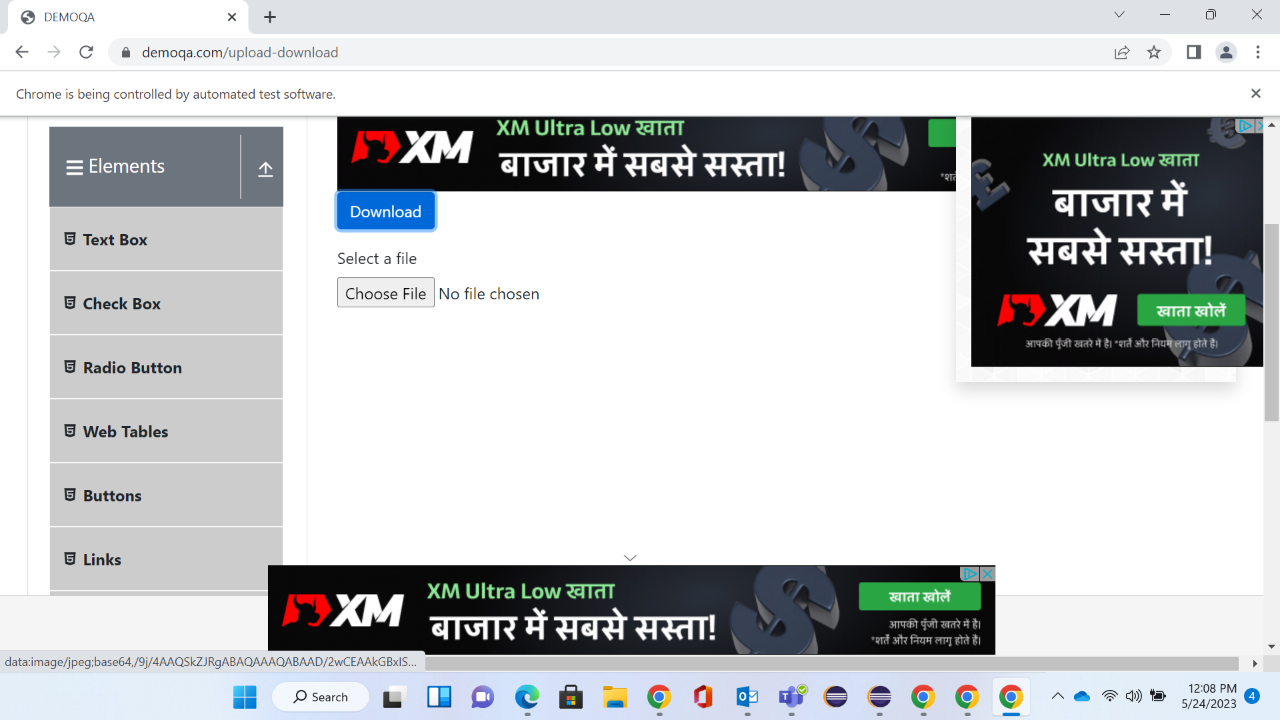 DEMOQA
demoqa.com/upload-download
Chrome is being controlled by automated test software.
Elements
Text Box
Check Box
Radio Button
Web Tables
Buttons
Links
XM
XM Ultra Low खाता
बाजार में सबसे सस्ता!
Download
Select a file
Choose File No file chosen
XM Ultra Low खाता
बाजार में
सबसे सस्ता!
XM
खाता खोलें
आपकी पूँजी खतरे में है। *शर्तें और नियम लागू होते हैं।
XM
XM Ultra Low खाता
बाजार में सबसे सस्ता!
खाता खोलें
आपकी पूँजी खतरे में है।
*शर्तें और नियम लागू होते हैं।
data:image/jpeg;base64,/9j/4AAQSkZJRgABAQAAAQABAAD/2wCEAAkGBxIS...
Search
12:08 PM
5/24/2023
4